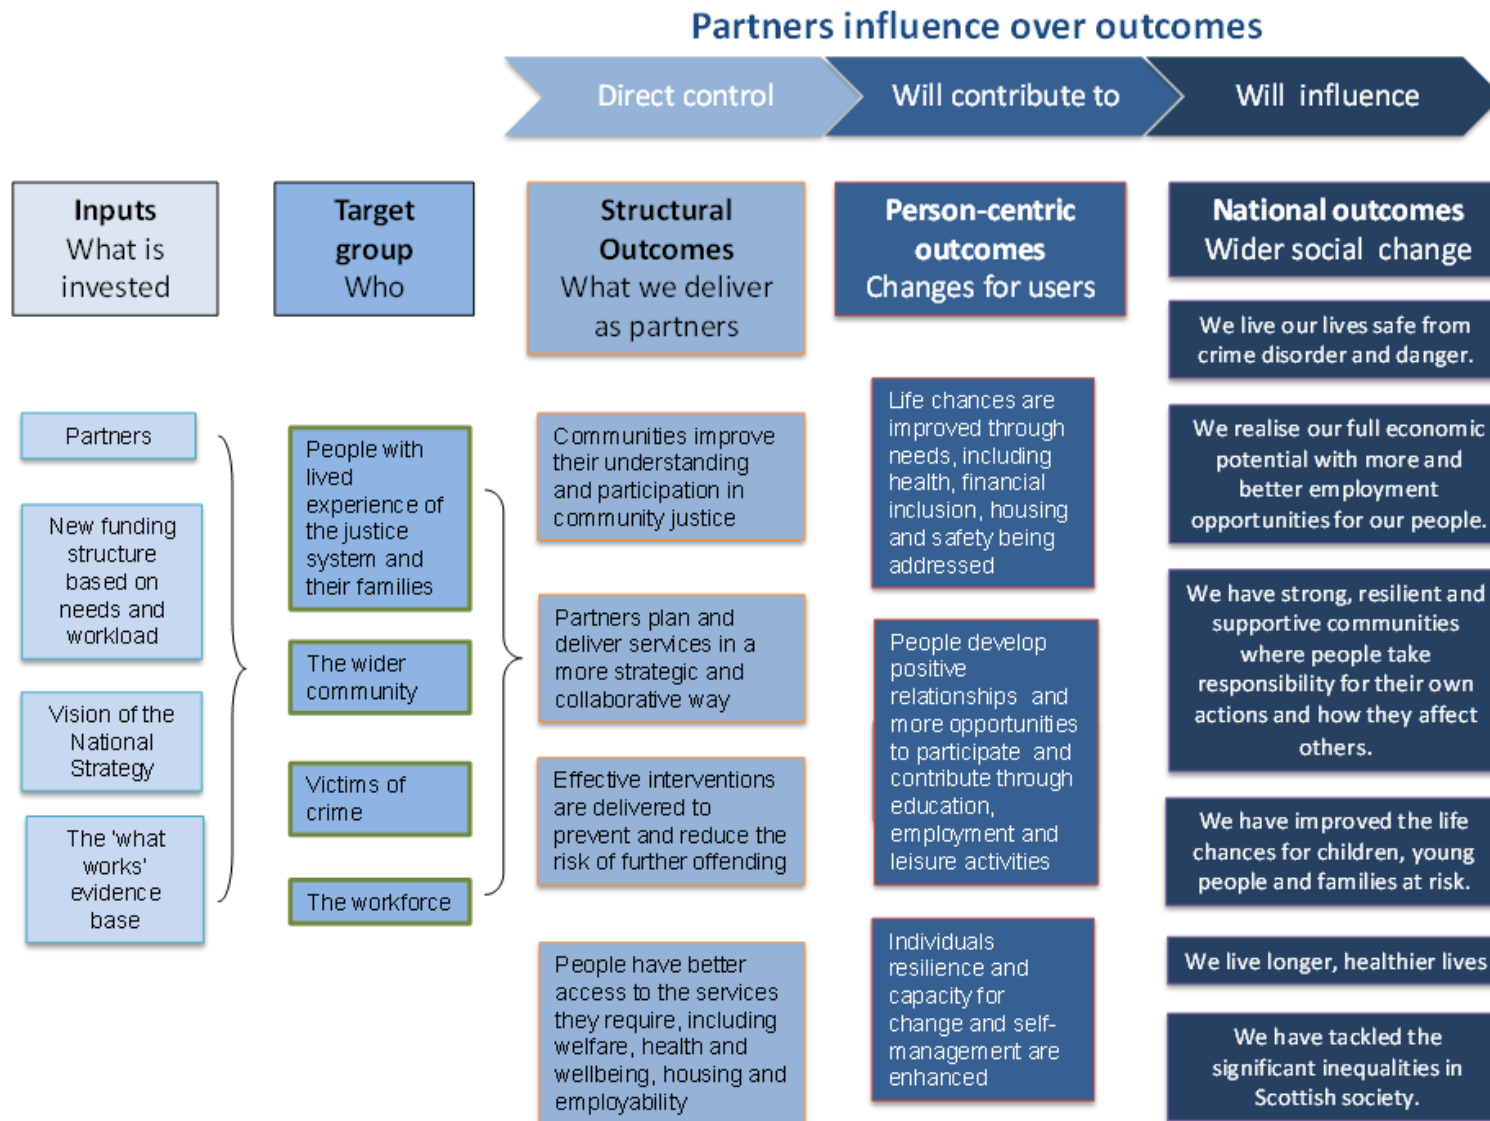 Partners influence over outcomes
Direct control
Will contribute to
Will  influence
Inputs
What is
invested
Target
group
Who
Structural
Outcomes
What we deliver
as partners
Person-centric
outcomes
Changes for users
National outcomes
Wider social  change
Partners
New funding
structure
based on
needs and
workload
Vision of the
National
Strategy
The 'what
works'
evidence
base
People with
lived
experience of
the justice
system and
their families
The wider
community
Victims of
crime
The workforce
Communities improve
their understanding
and participation in
community justice
Partners plan and
deliver services in a
more strategic and
collaborative way
Effective interventions
are delivered to
prevent and reduce the
risk of further offending
People have better
access to the services
they require, including
welfare, health and
wellbeing, housing and
employability
Life chances are
improved through
needs, including
health, financial
inclusion, housing
and safety being
addressed
People develop
positive
relationships  and
more opportunities
to participate  and
contribute through
education,
employment and
leisure activities
Individuals
resilience and
capacity for
change and self-
management are
enhanced
We live our lives safe from
crime disorder and danger.
We realise our full economic
potential with more and
better employment
opportunities for our people.
We have strong, resilient and
supportive communities
where people take
responsibility for their own
actions and how they affect
others.
We have improved the life
chances for children, young
people and families at risk.
We live longer, healthier lives
We have tackled the
significant inequalities in
Scottish society.